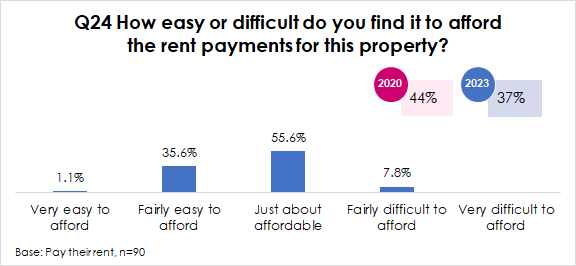 Q24 How easy or difficult do you find it to afford
the rent payments for this property?
2020
44%
2023
37%
1.1%
35.6%
55.6%
7.8%
Very easy to
afford
Fairly easy to
afford
Just about
affordable
Fairly difficult to
afford
Very difficult to
afford
Base: Pay their rent, n=90